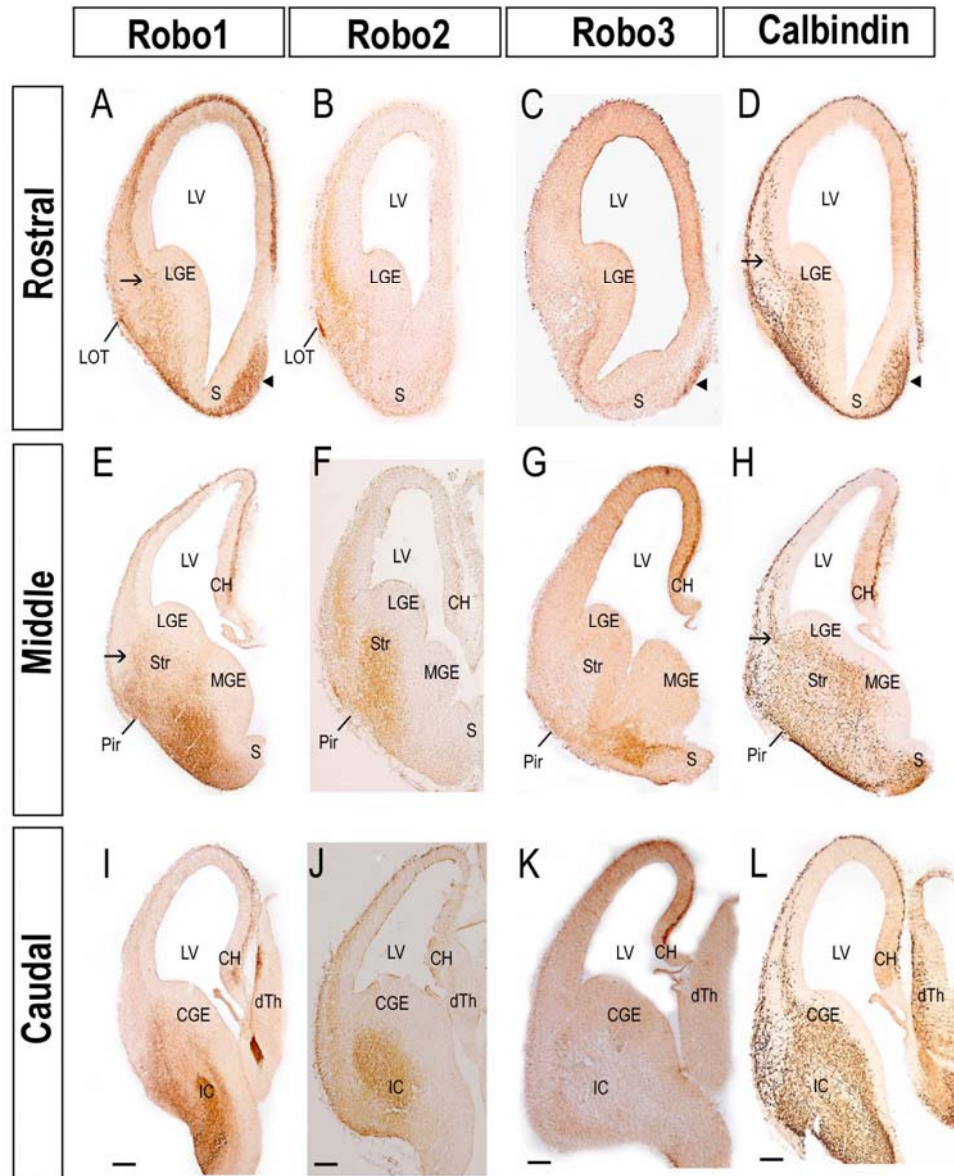 Robo1 Robo2 Robo3 Calbindin
Rostral
A B C D
LV LV LV LV
LGE LGE LGE LGE
LOT LOT
S S S S
Middle
E F G H
LV LV LV LV
CH CH CH CH
LGE LGE LGE LGE
Str Str Str Str
MGE MGE MGE MGE
Pir Pir Pir Pir
S S S S
Caudal
I J K L
LV LV LV LV
CH CH CH CH
dTh dTh dTh dTh
CGE CGE CGE CGE
IC IC IC IC